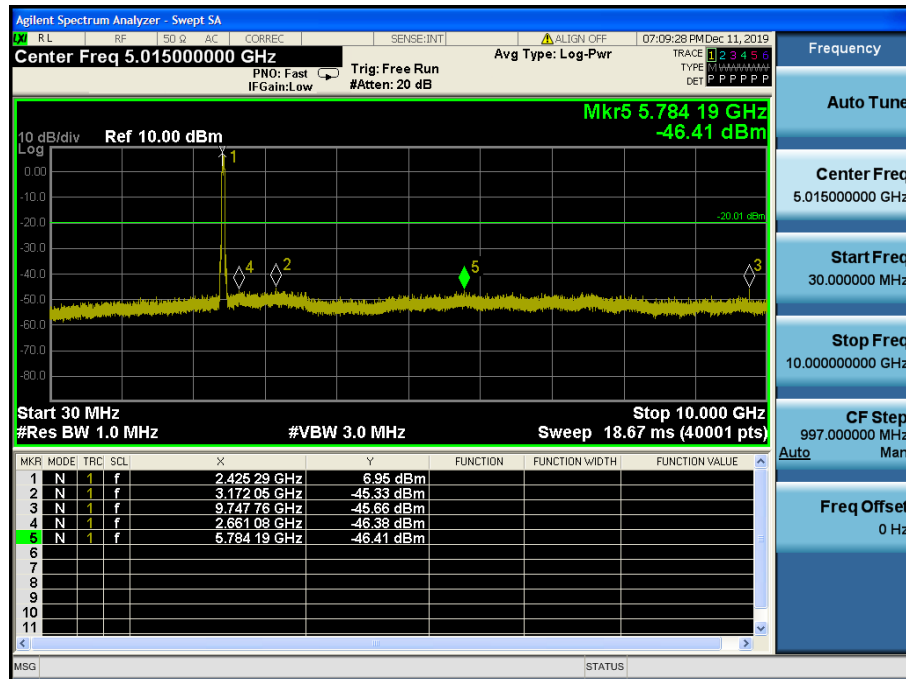 Agilent Spectrum Analyzer - Swept SA
LXI RL RF 50 Ω AC CORREC SENSE:INT ALIGN OFF 07:09:28 PM Dec 11, 2019
Center Freq 5.015000000 GHz
PNO: Fast
IFGain:Low
Trig: Free Run
#Atten: 20 dB
Avg Type: Log-Pwr
TRACE 1 2 3 4 5 6
TYPE M
DET P P P P P P
Mkr5 5.784 19 GHz
-46.41 dBm
10 dB/div Ref 10.00 dBm
Log
1
0.00
-10.0
-20.0
-20.01 dBm
-30.0
4 2 5 3
-40.0
-50.0
-60.0
-70.0
-80.0
Start 30 MHz Stop 10.000 GHz
#Res BW 1.0 MHz #VBW 3.0 MHz Sweep 18.67 ms (40001 pts)
MKR MODE TRC SCL X Y FUNCTION FUNCTION WIDTH FUNCTION VALUE
1 N 1 f 2.425 29 GHz 6.95 dBm
2 N 1 f 3.172 05 GHz -45.33 dBm
3 N 1 f 9.747 76 GHz -45.66 dBm
4 N 1 f 2.661 08 GHz -46.38 dBm
5 N 1 f 5.784 19 GHz -46.41 dBm
6
7
8
9
10
11
MSG STATUS
Frequency
Auto Tune
Center Freq
5.015000000 GHz
Start Freq
30.000000 MHz
Stop Freq
10.000000000 GHz
CF Step
997.000000 MHz
Auto Man
Freq Offset
0 Hz